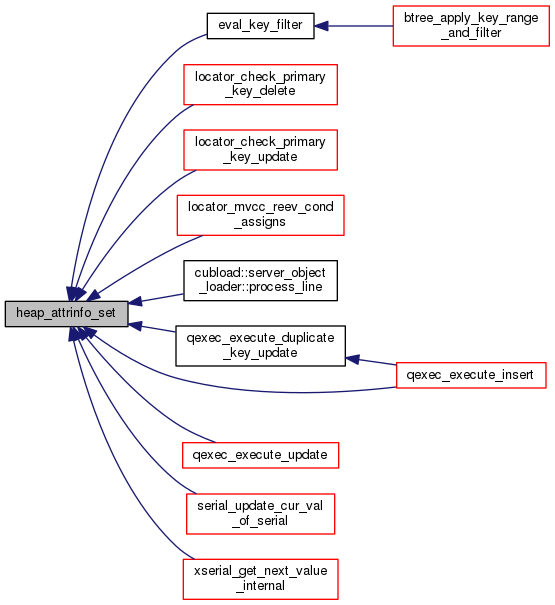 eval_key_filter
btree_apply_key_range
_and_filter
locator_check_primary
_key_delete
locator_check_primary
_key_update
locator_mvcc_reev_cond
_assigns
cubload::server_object
_loader::process_line
heap_attrinfo_set
qexec_execute_duplicate
_key_update
qexec_execute_insert
qexec_execute_update
serial_update_cur_val
_of_serial
xserial_get_next_value
_internal